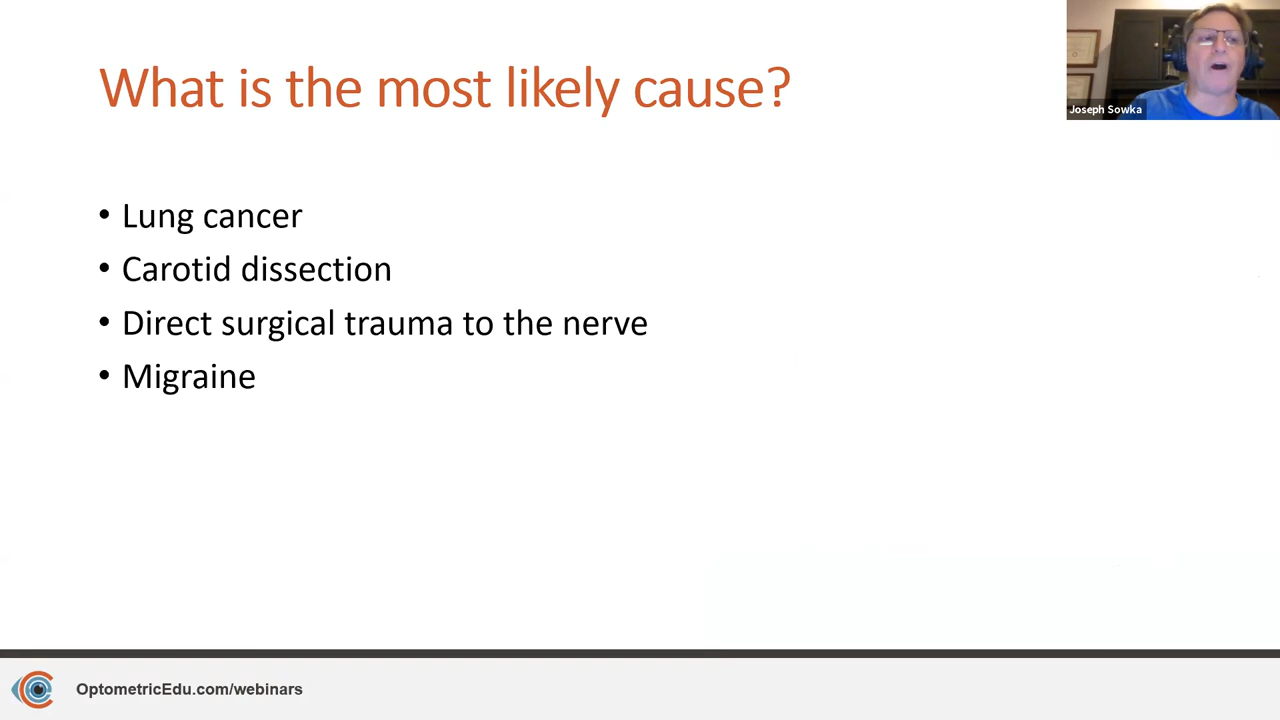 What is the most likely cause?
Joseph Sowka
• Lung cancer
• Carotid dissection
• Direct surgical trauma to the nerve
• Migraine
OptometricEdu.com/webinars